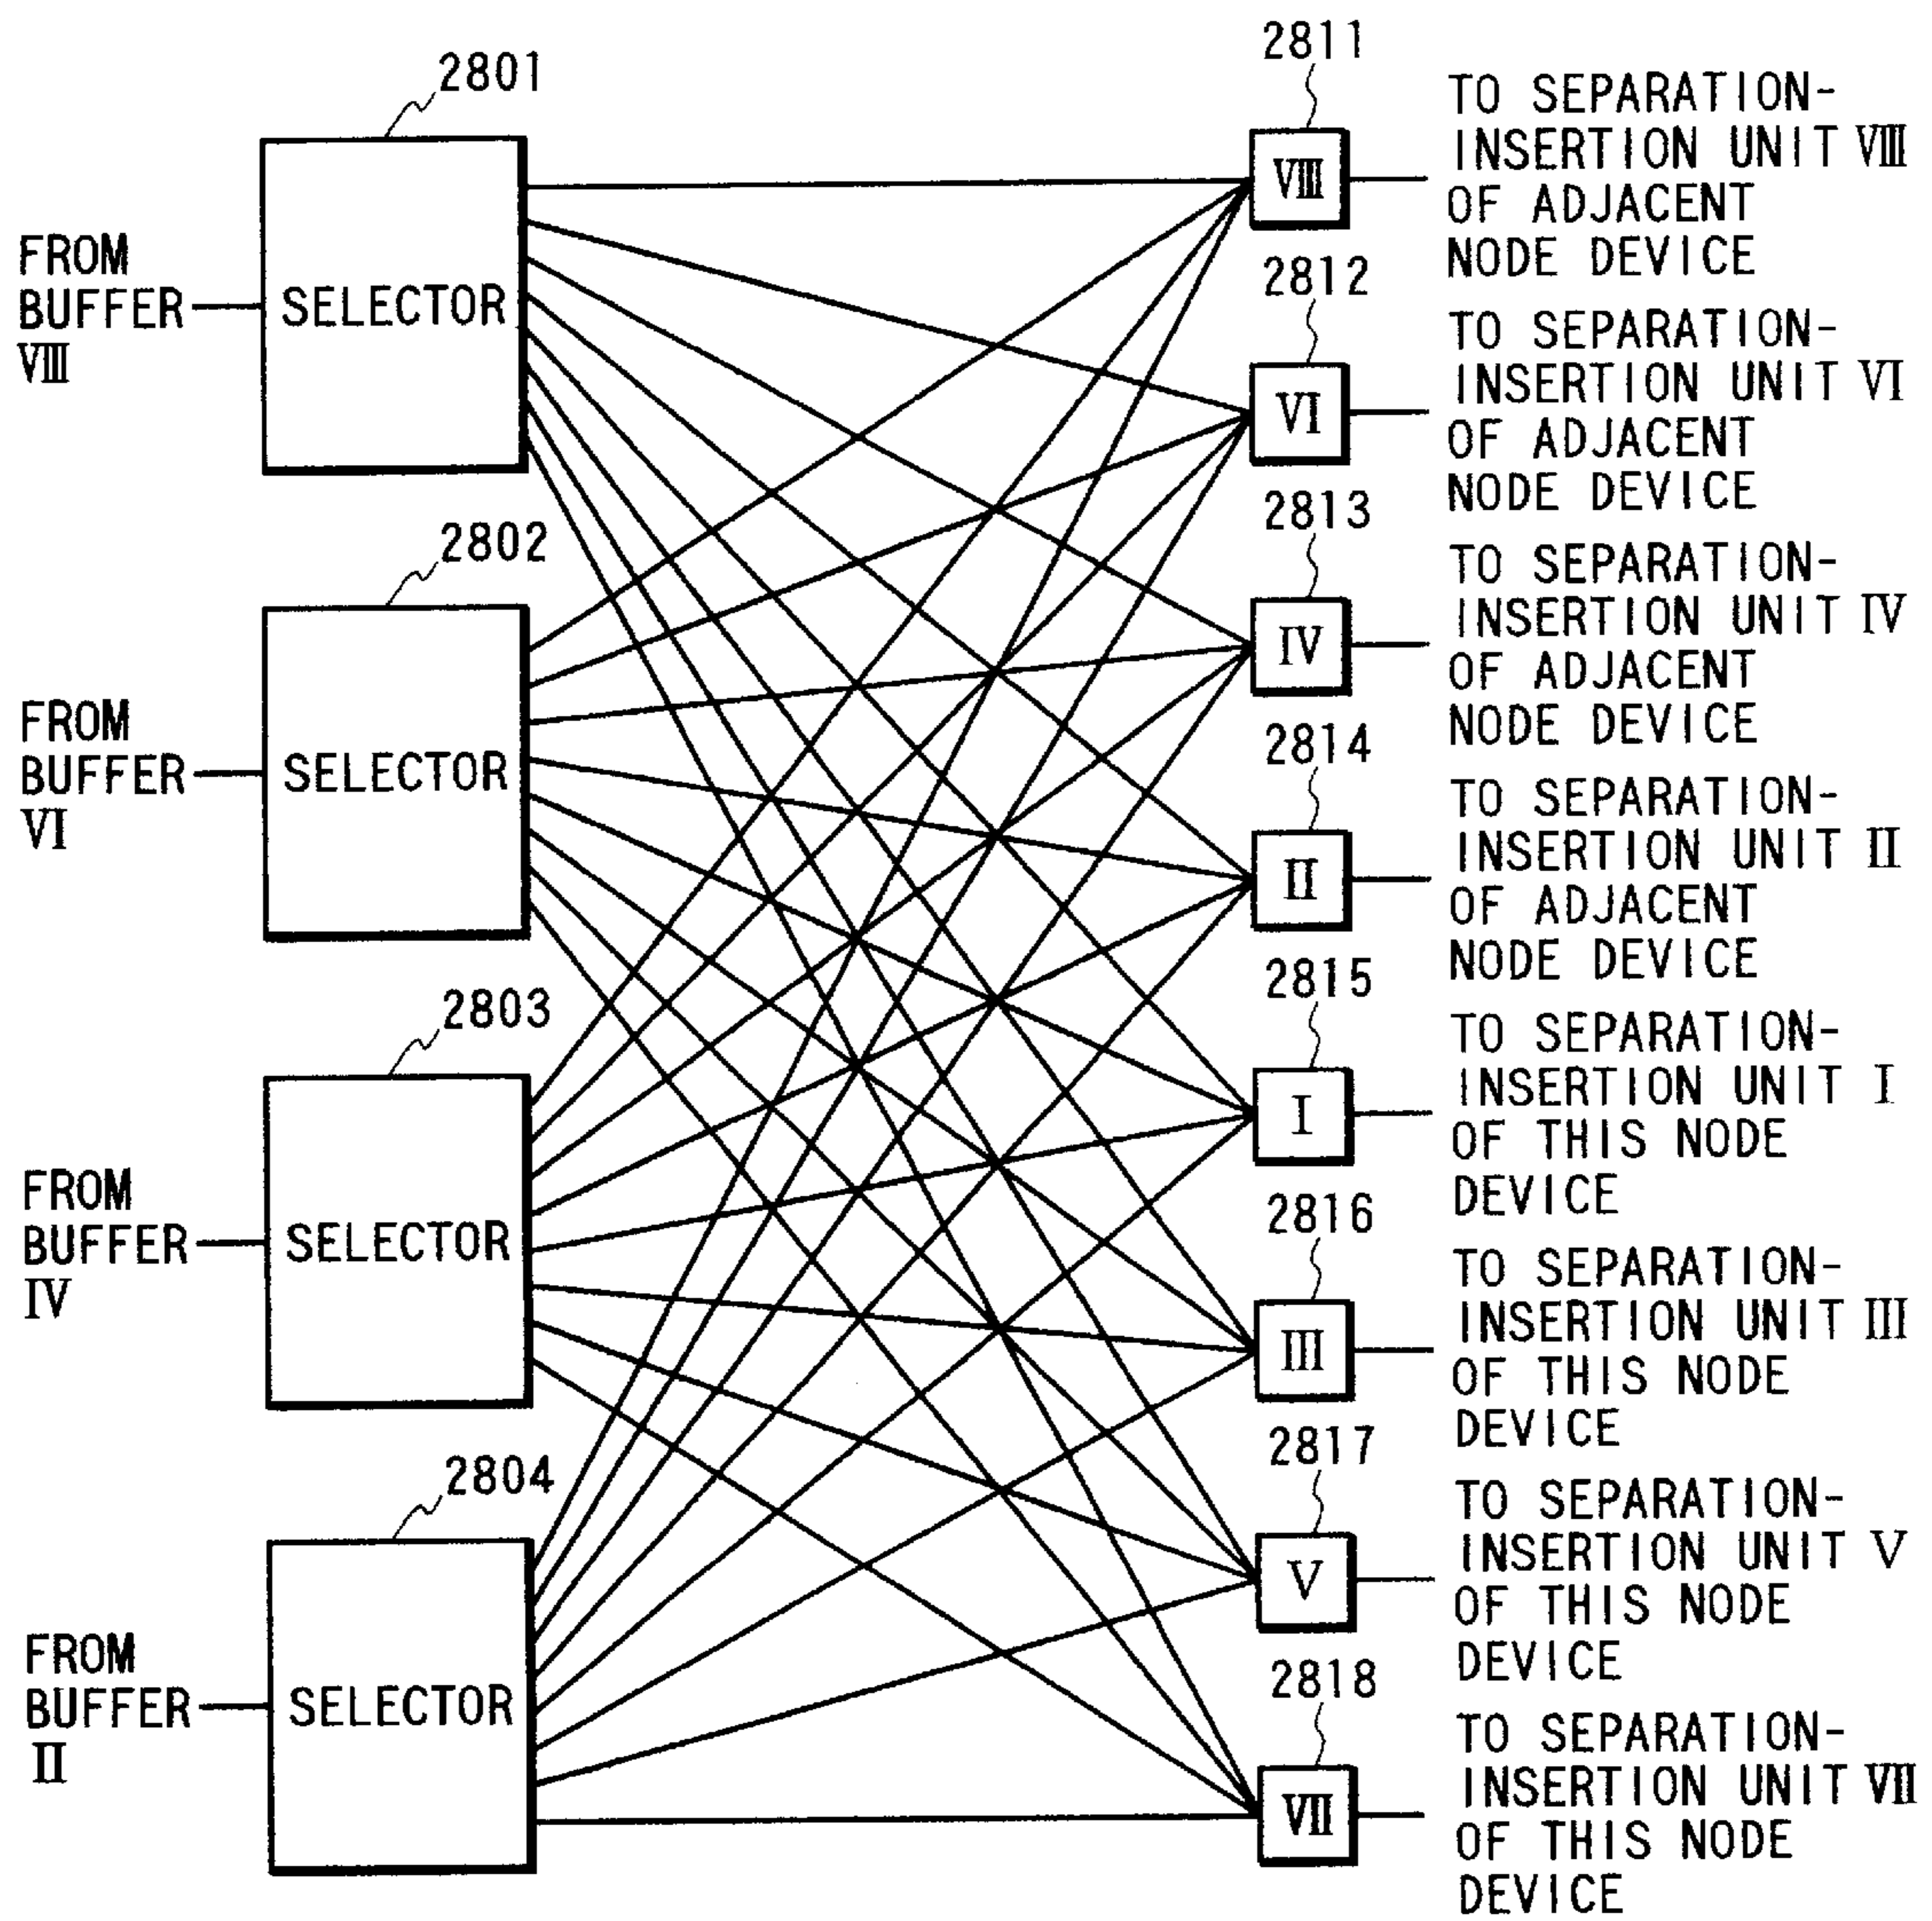 2801
FROM
BUFFER
VIII
SELECTOR
2802
FROM
BUFFER
VI
SELECTOR
2803
FROM
BUFFER
IV
SELECTOR
2804
FROM
BUFFER
II
SELECTOR
2811
VIII
TO SEPARATION-
INSERTION UNIT VIII
OF ADJACENT
NODE DEVICE
2812
VI
TO SEPARATION-
INSERTION UNIT VI
OF ADJACENT
NODE DEVICE
2813
IV
TO SEPARATION-
INSERTION UNIT IV
OF ADJACENT
NODE DEVICE
2814
II
TO SEPARATION-
INSERTION UNIT II
OF ADJACENT
NODE DEVICE
2815
I
TO SEPARATION-
INSERTION UNIT I
OF THIS NODE
DEVICE
2816
III
TO SEPARATION-
INSERTION UNIT III
OF THIS NODE
DEVICE
2817
V
TO SEPARATION-
INSERTION UNIT V
OF THIS NODE
DEVICE
2818
VII
TO SEPARATION-
INSERTION UNIT VII
OF THIS NODE
DEVICE